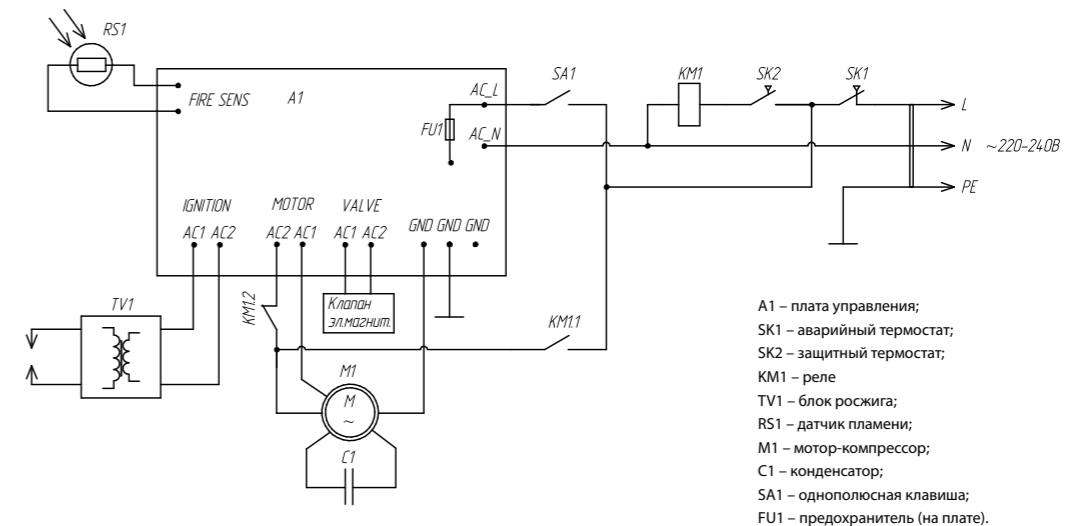 RS1
FIRE SENS
A1
AC_L
SA1
KM1
SK2
SK1
L
FU1
AC_N
N ~220-240В
PE
IGNITION
MOTOR
VALVE
AC1 AC2
AC2 AC1
AC1 AC2
GND GND GND
TV1
KM1.2
Клапан
эл.магнит.
KM1.1
M1
M
~
C1
A1 – плата управления;
SK1 – аварийный термостат;
SK2 – защитный термостат;
KM1 – реле
TV1 – блок росжига;
RS1 – датчик пламени;
M1 – мотор-компрессор;
C1 – конденсатор;
SA1 – однополюсная клавиша;
FU1 – предохранитель (на плате).